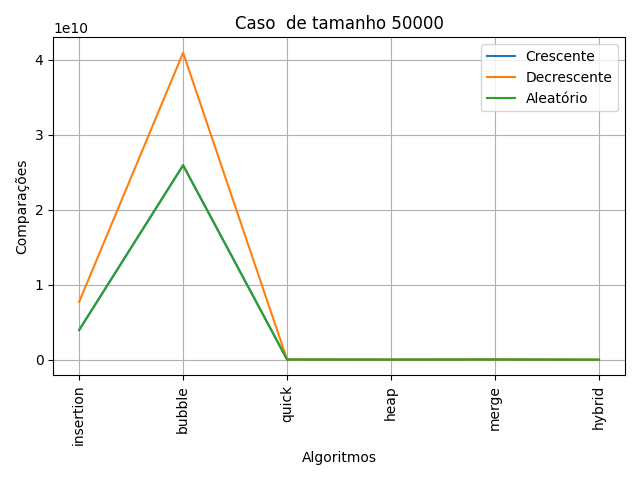 Caso  de tamanho 50000
1e10
4
3
2
1
0
Comparações
Crescente
Decrescente
Aleatório
insertion
bubble
quick
heap
merge
hybrid
Algoritmos